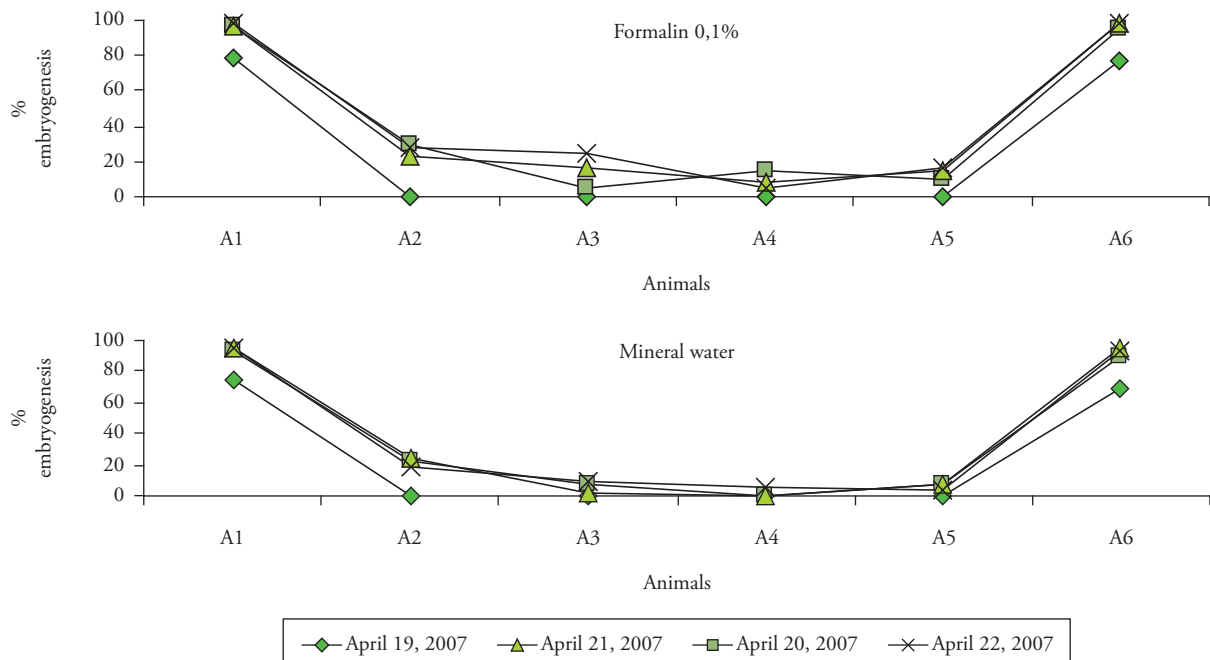 Formalin 0,1%
100
80
60
40
20
0
%
embryogenesis
A1 A2 A3 A4 A5 A6
Animals
Mineral water
100
80
60
40
20
0
%
embryogenesis
A1 A2 A3 A4 A5 A6
Animals
April 19, 2007 April 21, 2007 April 20, 2007 April 22, 2007